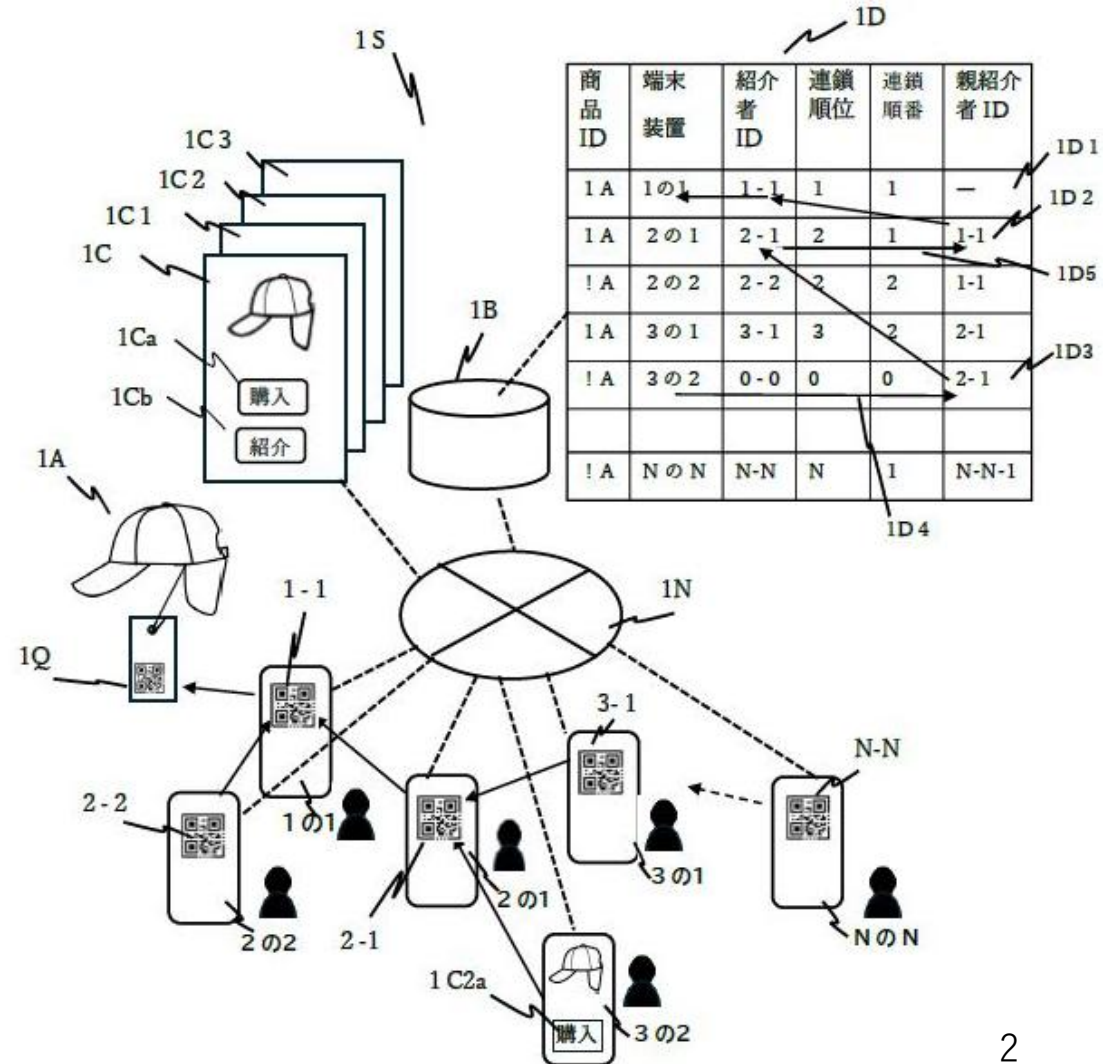 1S
1D
商品ID 端末装置 紹介者ID 連鎖順位 連鎖順番 親紹介者ID
1A 1の1 1-1 1 1 ―
1A 2の1 2-1 2 1 1-1
!A 2の2 2-2 2 2 1-1
1A 3の1 3-1 3 2 2-1
!A 3の2 0-0 0 0 2-1
!A NのN N-N N 1 N-N-1
1D1
1D2
1D5
1D3
1D4
1C3
1C2
1C1
1C
1Ca
購入
1Cb
紹介
1B
1A
1N
1-1
1Q
3-1
N-N
2-2
1の1
2の1
3の1
2の2
2-1
NのN
1C2a
購入
3の2
2